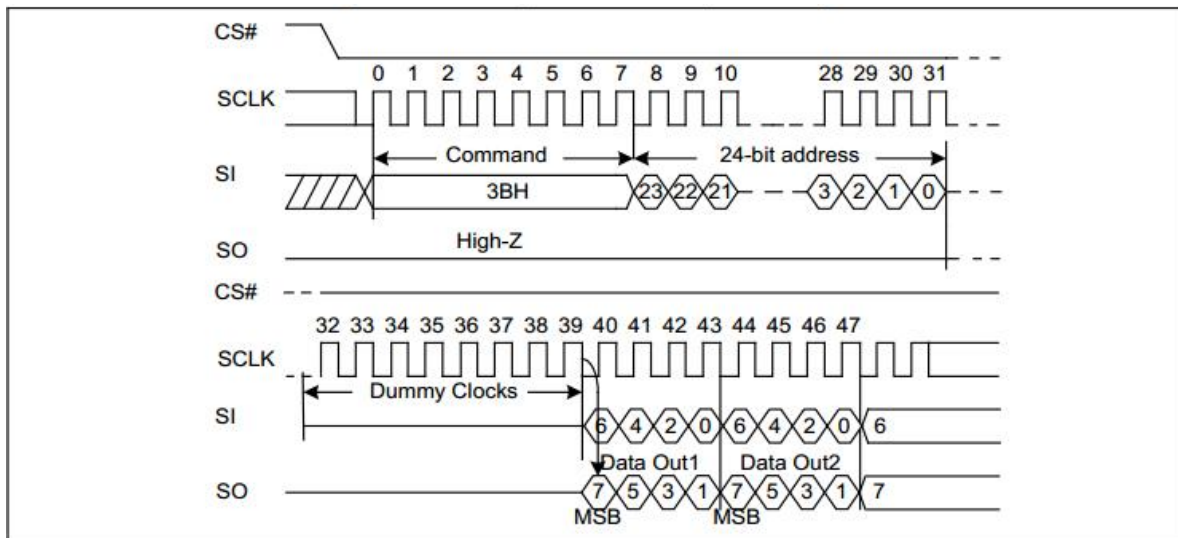 CS#
0 1 2 3 4 5 6 7 8 9 10 28 29 30 31
SCLK
Command 24-bit address
SI
3BH 23 22 21 3 2 1 0
High-Z
SO
CS#
32 33 34 35 36 37 38 39 40 41 42 43 44 45 46 47
SCLK
Dummy Clocks
SI
6 4 2 0 6 4 2 0 6
Data Out1 Data Out2
SO
7 5 3 1 7 5 3 1 7
MSB MSB